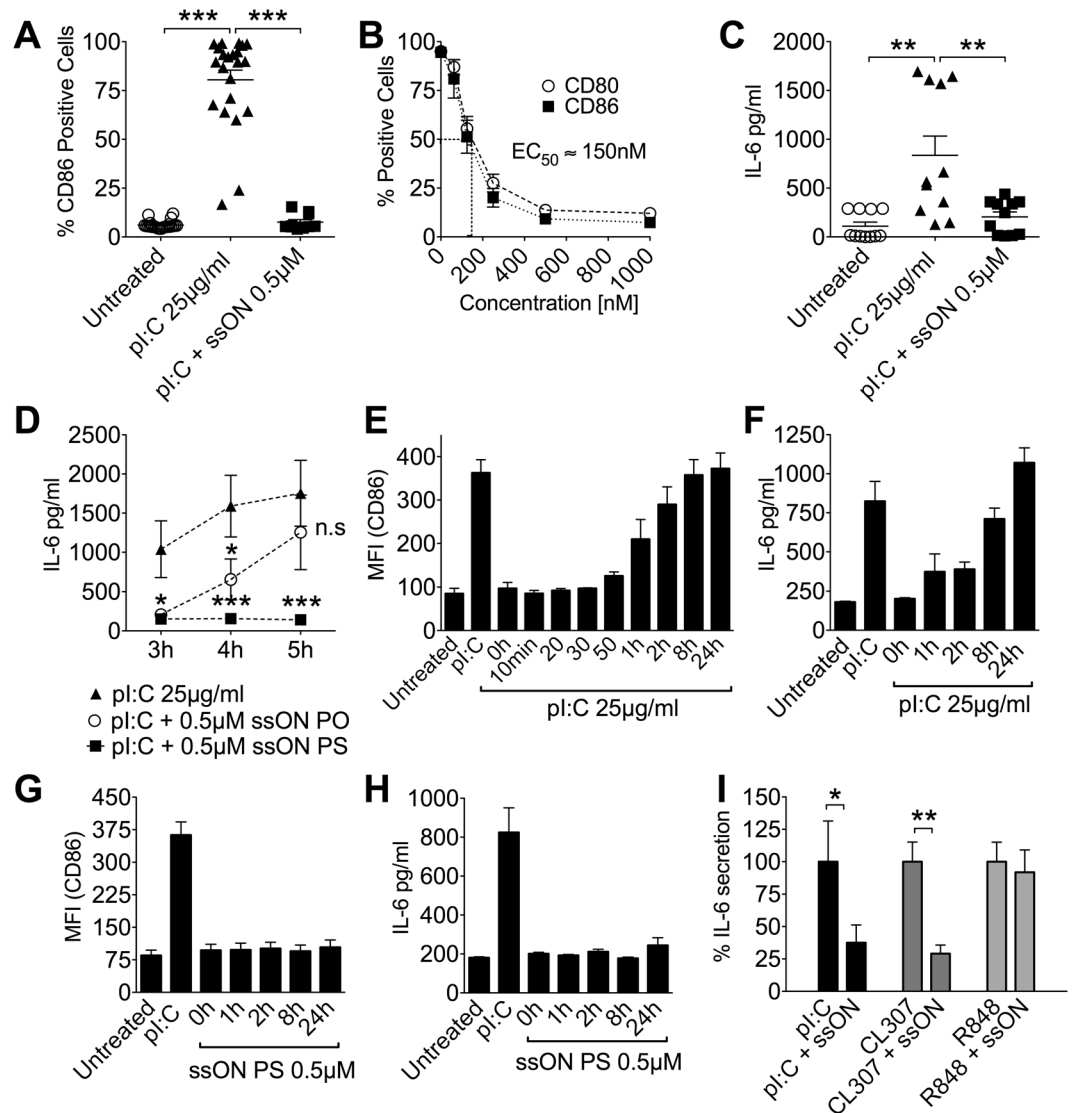 A
*** ***
% CD86 Positive Cells
100
75
50
25
0
Untreated
pI:C 25µg/ml
pI:C + ssON 0.5µM
B
% Positive Cells
100
75
50
25
0
CD80
CD86
EC50 ≈ 150nM
0 200 400 600 800 1000
Concentration [nM]
C
** **
IL-6 pg/ml
2000
1500
1000
500
0
Untreated
pI:C 25µg/ml
pI:C + ssON 0.5µM
D
IL-6 pg/ml
2500
2000
1500
1000
500
0
n.s
*
* *** ***
3h 4h 5h
pI:C 25µg/ml
pI:C + 0.5µM ssON PO
pI:C + 0.5µM ssON PS
E
MFI (CD86)
400
300
200
100
0
Untreated
pI:C
0h
10min
20
30
50
1h
2h
8h
24h
pI:C 25µg/ml
F
IL-6 pg/ml
1250
1000
750
500
250
0
Untreated
pI:C
0h
1h
2h
8h
24h
pI:C 25µg/ml
G
MFI (CD86)
450
375
300
225
150
75
0
Untreated
pI:C
0h
1h
2h
8h
24h
ssON PS 0.5µM
H
IL-6 pg/ml
1000
800
600
400
200
0
Untreated
pI:C
0h
1h
2h
8h
24h
ssON PS 0.5µM
I
% IL-6 secretion
150
125
100
75
50
25
0
* **
pI:C
pI:C + ssON
CL307
CL307 + ssON
R848
R848 + ssON